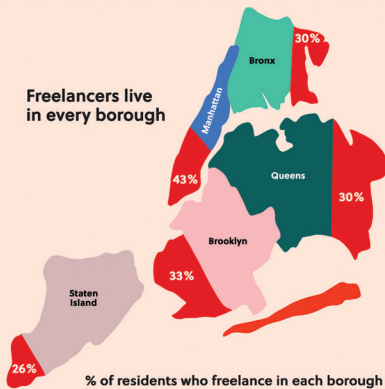 30%
Bronx
Freelancers live
in every borough
Manhattan
43%
Queens
30%
Brooklyn
33%
Staten
Island
26%
% of residents who freelance in each borough